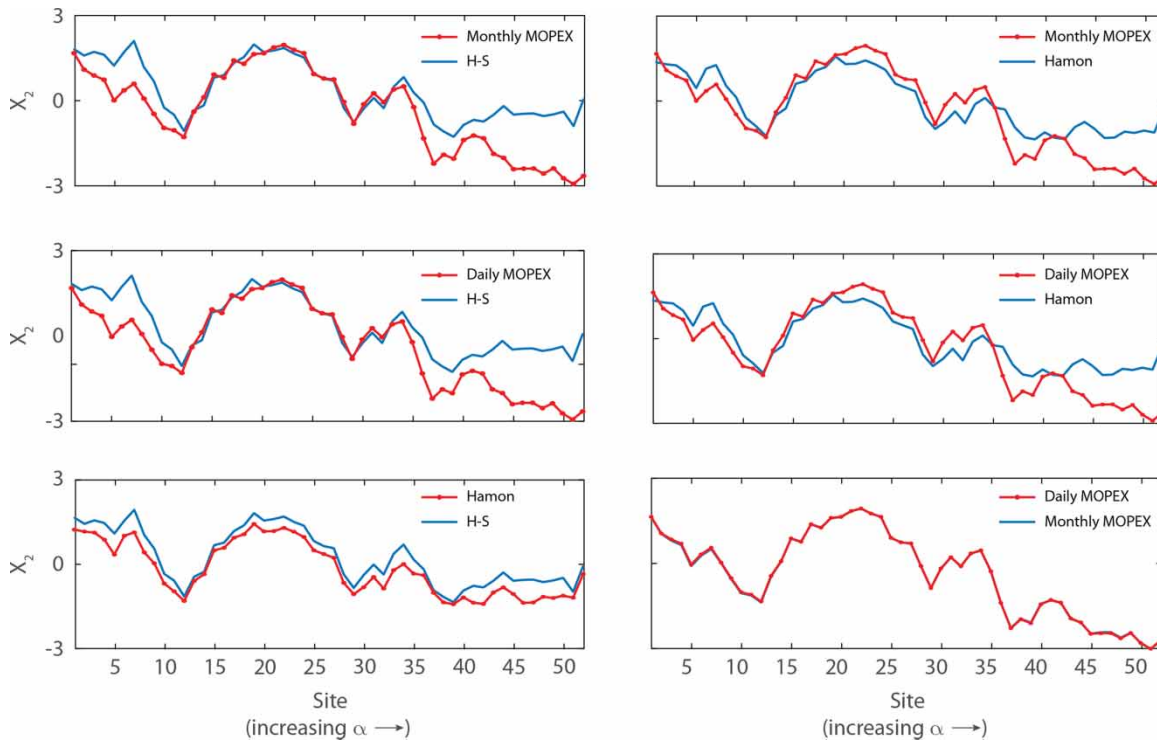 3
Monthly MOPEX
H-S
X₂
0
-3
Monthly MOPEX
Hamon
3
Daily MOPEX
H-S
X₂
0
-3
Daily MOPEX
Hamon
3
Hamon
H-S
X₂
0
-3
5 10 15 20 25 30 35 40 45 50
Site
(increasing α →)
Daily MOPEX
Monthly MOPEX
5 10 15 20 25 30 35 40 45 50
Site
(increasing α →)